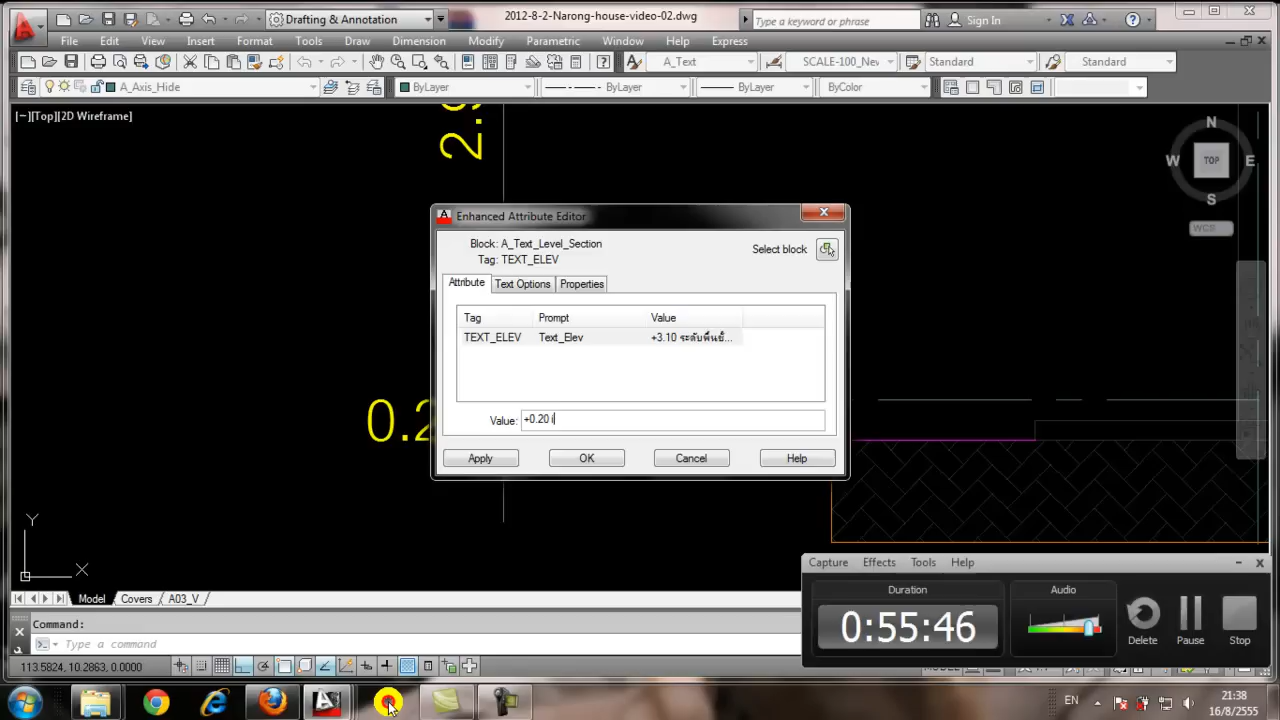 Drafting & Annotation
2012-8-2-Narong-house-video-02.dwg
Type a keyword or phrase
Sign In
File Edit View Insert Format Tools Draw Dimension Modify Parametric Window Help Express
A_Text
SCALE-100_Nev
Standard
Standard
A_Axis_Hide
ByLayer
ByLayer
ByLayer
ByColor
[−][Top][2D Wireframe]
N
W TOP E
S
WCS
Enhanced Attribute Editor
Block: A_Text_Level_Section
Tag: TEXT_ELEV
Select block
Attribute Text Options Properties
Tag Prompt Value
TEXT_ELEV Text_Elev +3.10 ระดับพื้นชั้...
0.2
Value: +0.20 i
Apply OK Cancel Help
Y
X
Capture Effects Tools Help
Duration
0:55:46
Audio
Delete Pause Stop
Model Covers A03_V
Command:
Type a command
113.5824, 10.2863, 0.0000
EN
21:38
16/8/2555